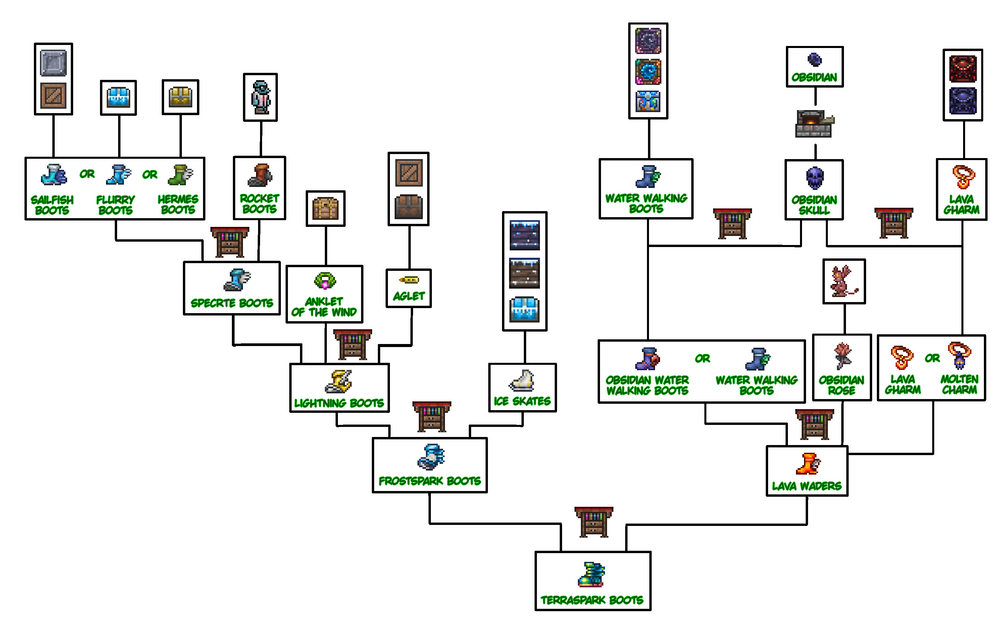 OBSIDIAN
SAILFISH
BOOTS
OR
FLURRY
BOOTS
OR
HERMES
BOOTS
ROCKET
BOOTS
WATER WALKING
BOOTS
OBSIDIAN
SKULL
LAVA
GHARM
SPECRTE BOOTS
ANKLET
OF THE WIND
AGLET
LIGHTNING BOOTS
ICE SKATES
OBSIDIAN WATER
WALKING BOOTS
OR
WATER WALKING
BOOTS
OBSIDIAN
ROSE
LAVA
GHARM
OR
MOLTEN
CHARM
FROSTSPARK BOOTS
LAVA WADERS
TERRASPARK BOOTS